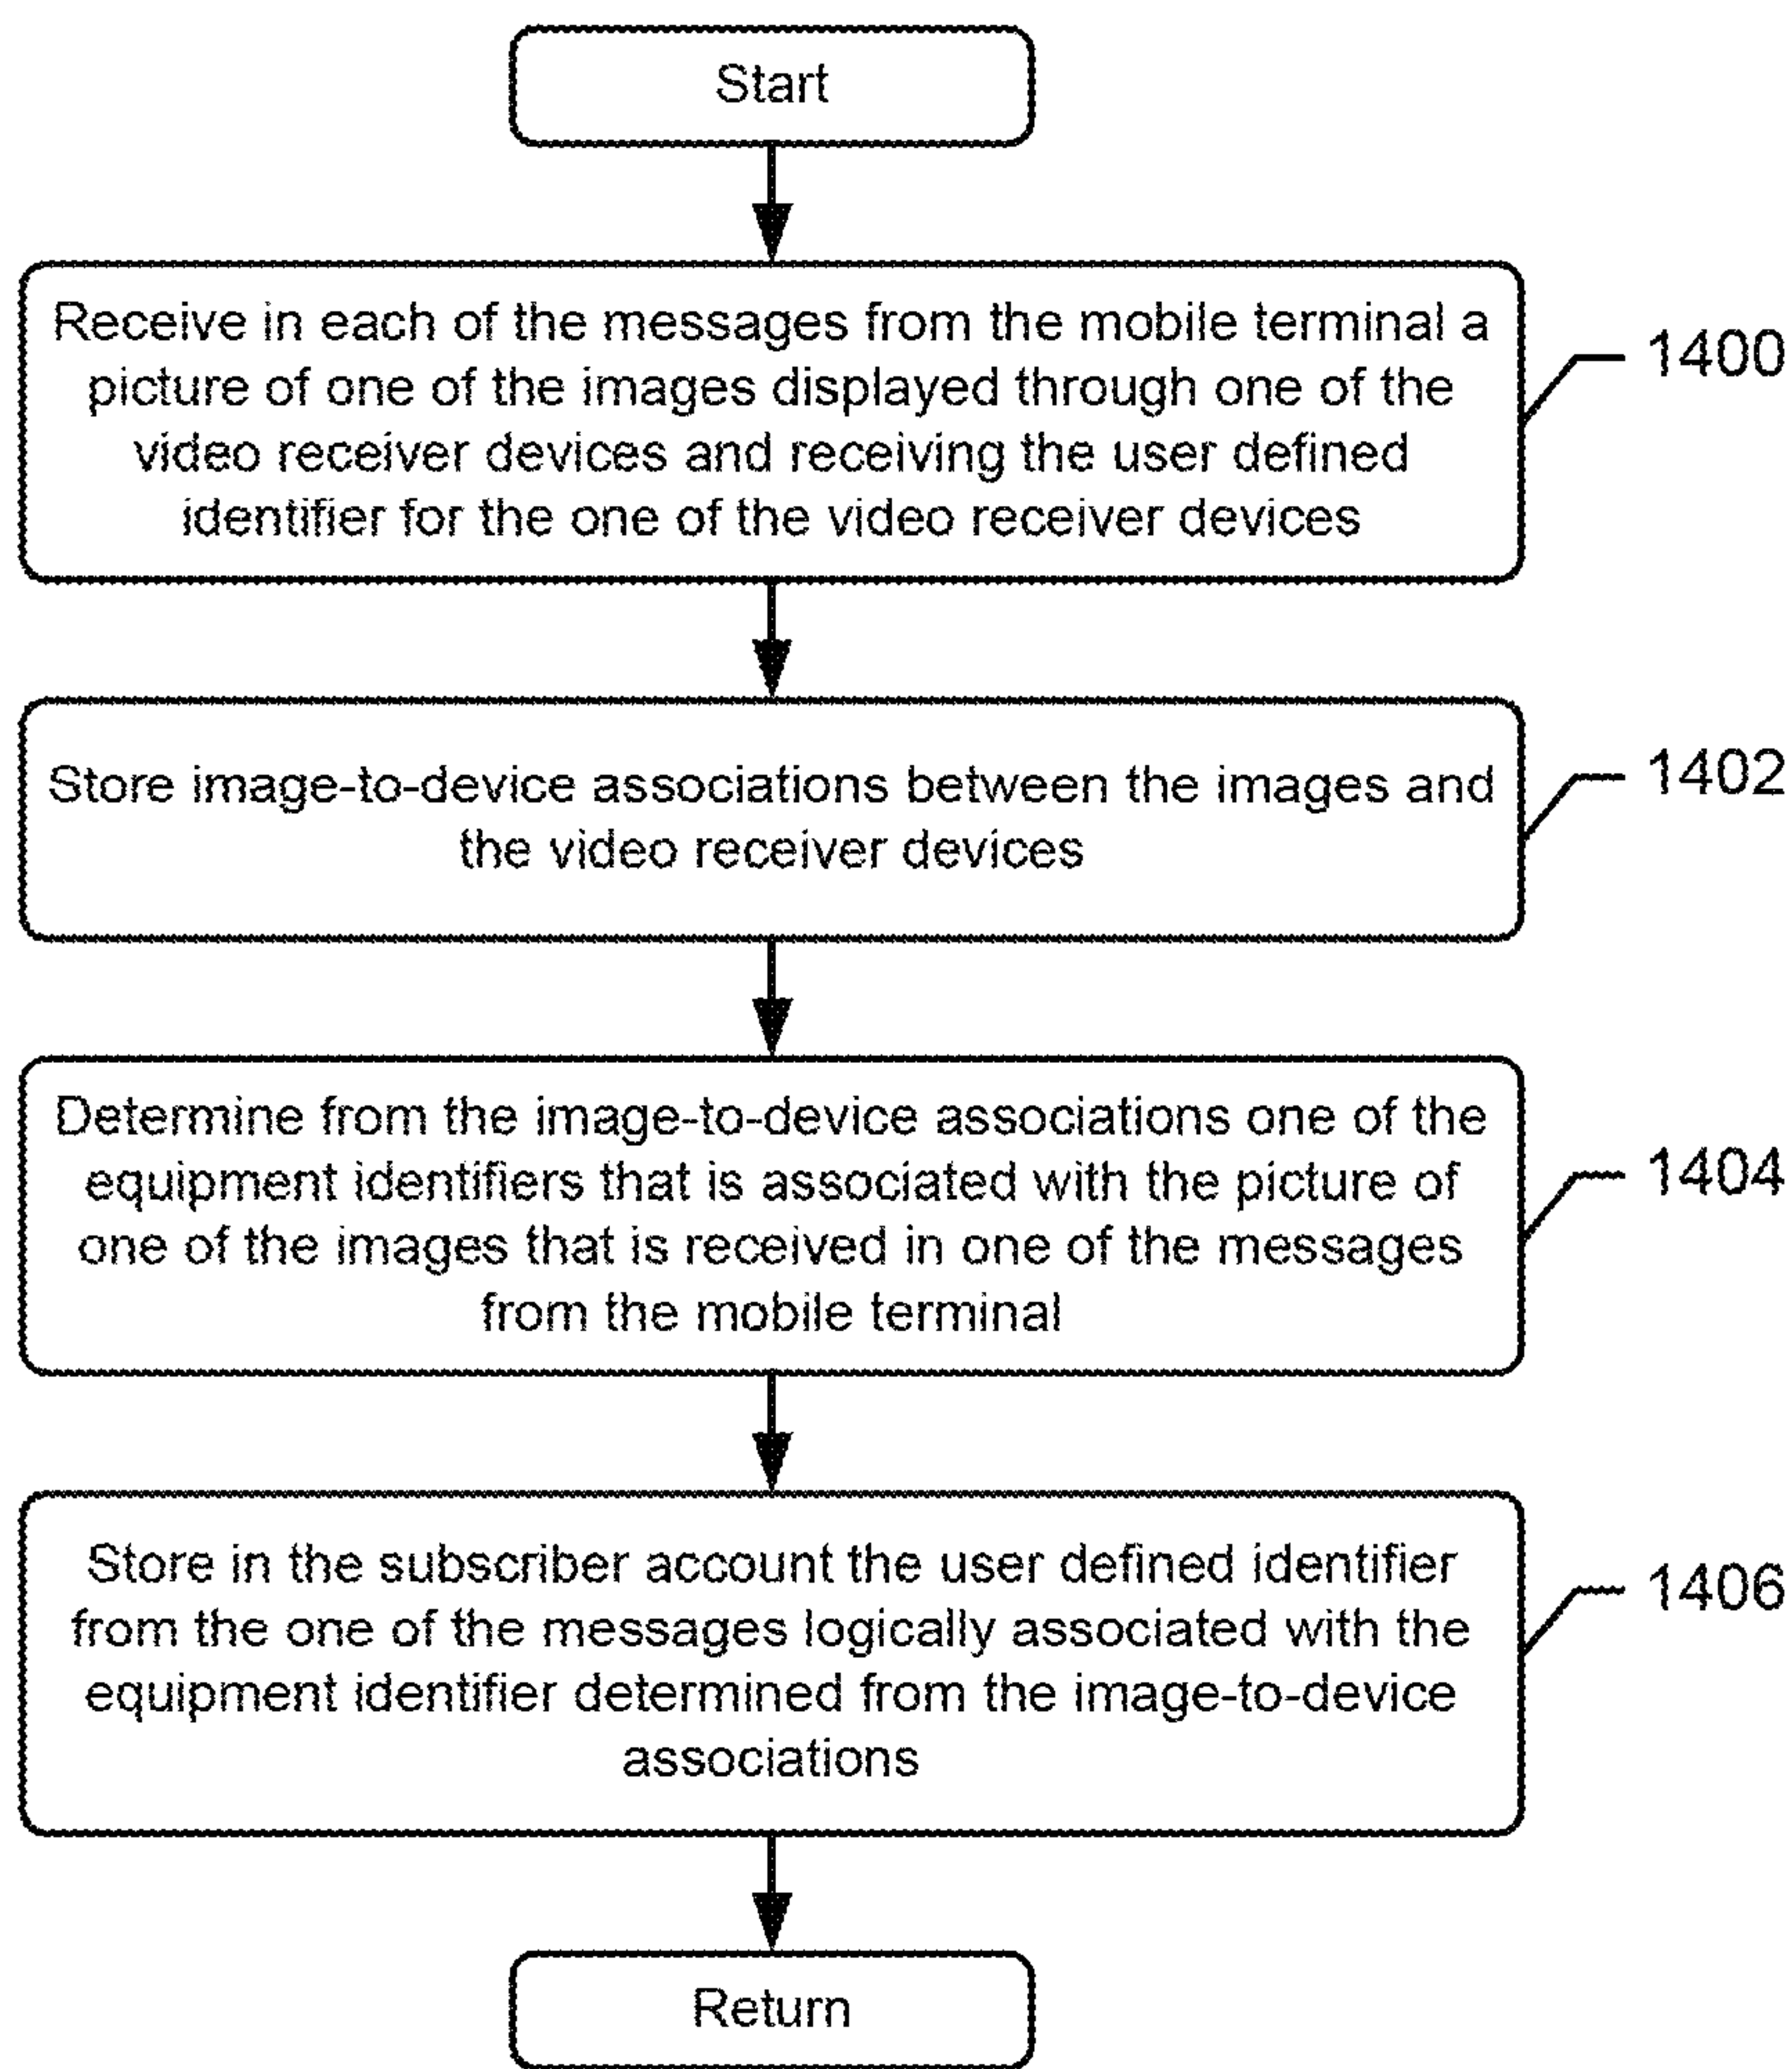 Start
Receive in each of the messages from the mobile terminal a
picture of one of the images displayed through one of the
video receiver devices and receiving the user defined
identifier for the one of the video receiver devices
1400
Store image-to-device associations between the images and
the video receiver devices
1402
Determine from the image-to-device associations one of the
equipment identifiers that is associated with the picture of
one of the images that is received in one of the messages
from the mobile terminal
1404
Store in the subscriber account the user defined identifier
from the one of the messages logically associated with the
equipment identifier determined from the image-to-device
associations
1406
Return